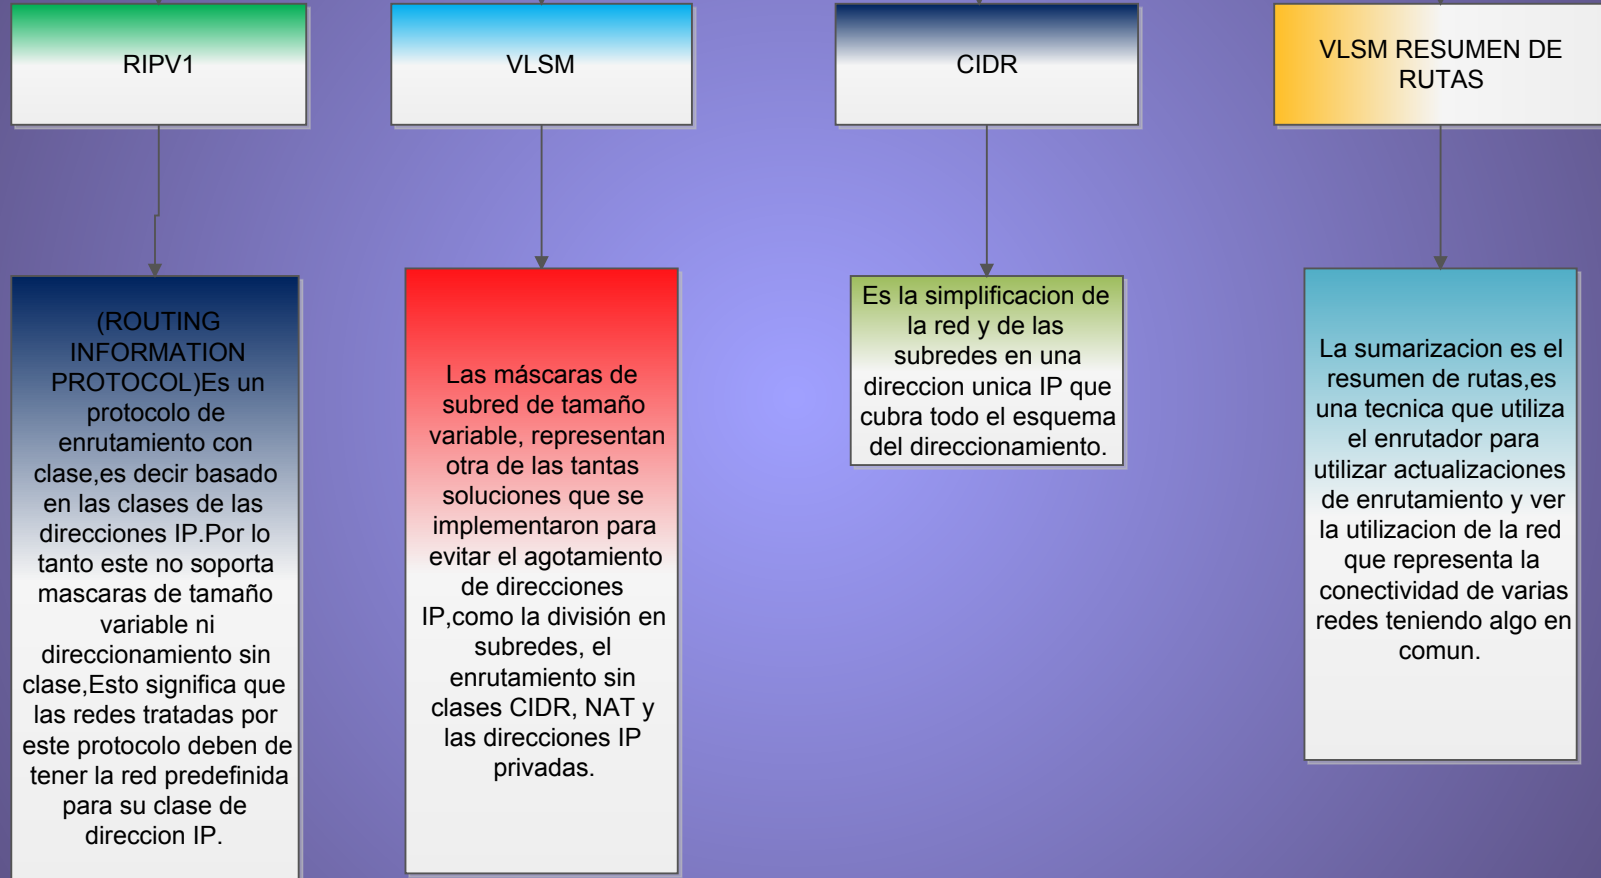 RIPV1
(ROUTING
INFORMATION
PROTOCOL)Es un
protocolo de
enrutamiento con
clase,es decir basado
en las clases de las
direcciones IP.Por lo
tanto este no soporta
mascaras de tamaño
variable ni
direccionamiento sin
clase,Esto significa que
las redes tratadas por
este protocolo deben de
tener la red predefinida
para su clase de
direccion IP.
VLSM
Las máscaras de
subred de tamaño
variable, representan
otra de las tantas
soluciones que se
implementaron para
evitar el agotamiento
de direcciones
IP,como la división en
subredes, el
enrutamiento sin
clases CIDR, NAT y
las direcciones IP
privadas.
CIDR
Es la simplificacion de
la red y de las
subredes en una
direccion unica IP que
cubra todo el esquema
del direccionamiento.
VLSM RESUMEN DE
RUTAS
La sumarizacion es el
resumen de rutas,es
una tecnica que utiliza
el enrutador para
utilizar actualizaciones
de enrutamiento y ver
la utilizacion de la red
que representa la
conectividad de varias
redes teniendo algo en
comun.